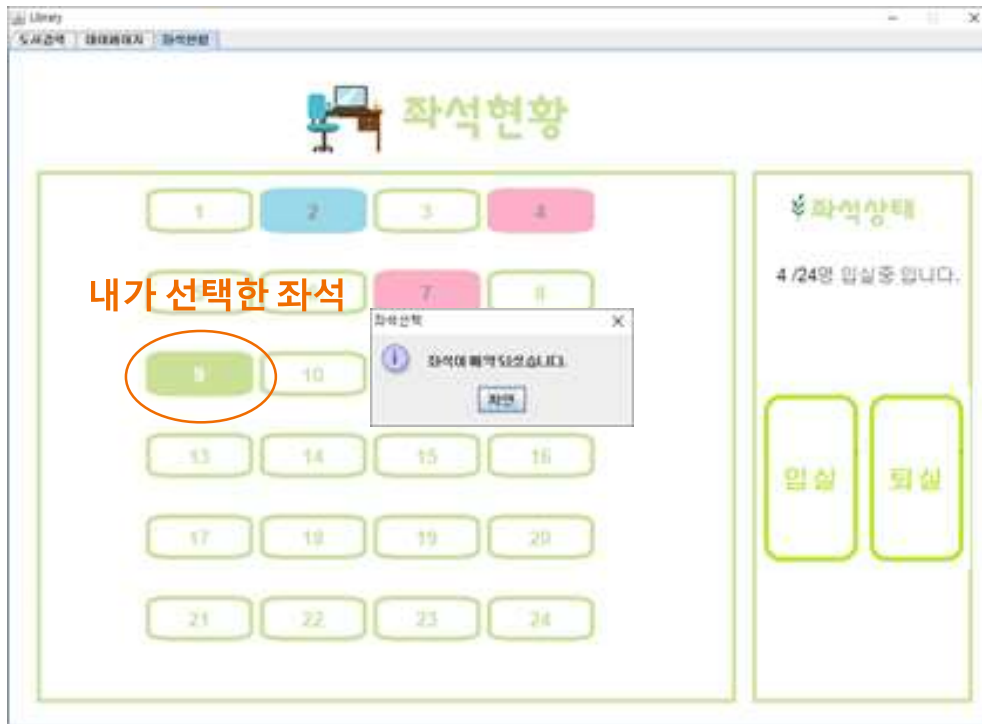 Library
도서검색 마이페이지 좌석현황
좌석현황
1 2 3 4
좌석상태
4 /24명 입실중 입니다.
내가 선택한 좌석
7 8
좌석선택
좌석이 예약 되셨습니다.
확인
9 10
13 14 15 16
입실 퇴실
17 18 19 20
21 22 23 24